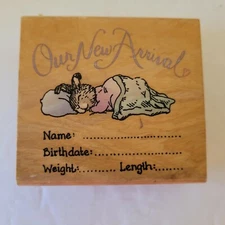 Our New Arrival
Name: ..............................
Birthdate: ........................
Weight: .......... Length: ........